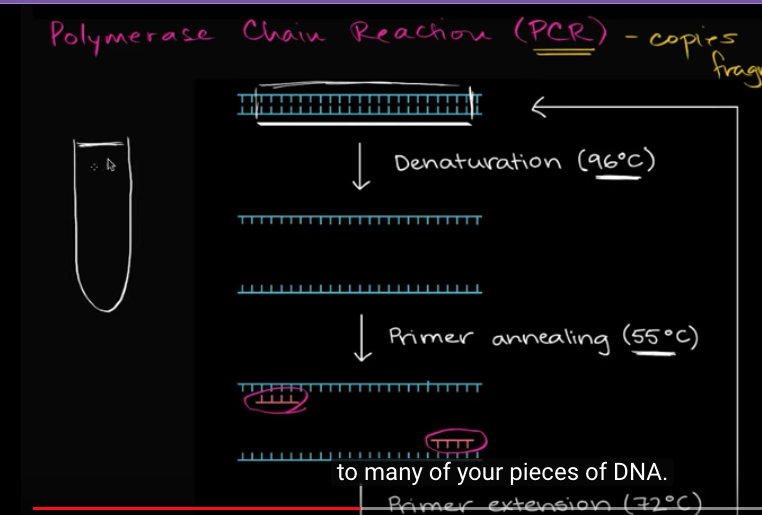 Polymerase Chain Reaction (PCR) - copies
Denaturation (96°C)
Primer annealing (55°C)
to many of your pieces of DNA.
Primer extension (72°C)